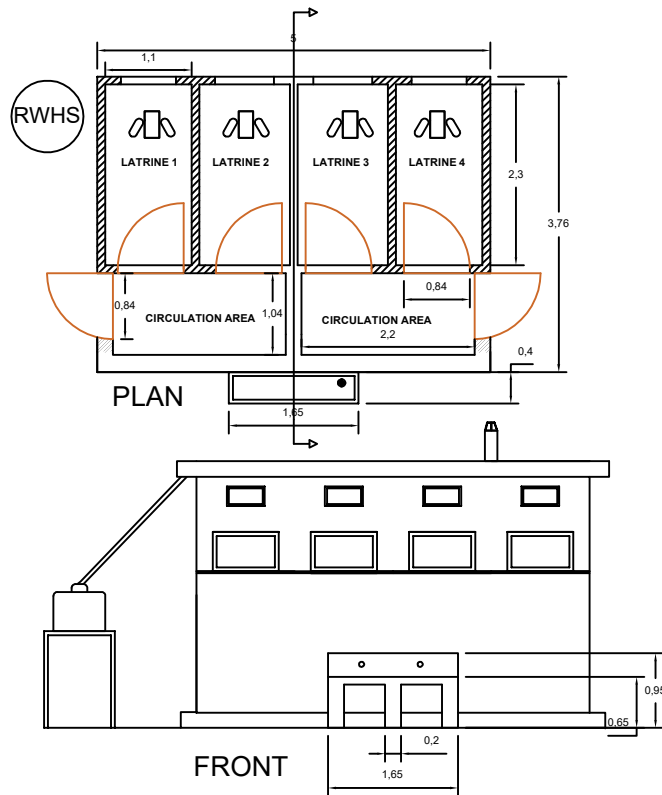 5
1,1
RWHS
LATRINE 1
LATRINE 2
LATRINE 3
LATRINE 4
2,3
3,76
0,84
1,04
0,84
CIRCULATION AREA
CIRCULATION AREA
2,2
0,4
PLAN
1,65
0,95
0,65
0,2
FRONT
1,65